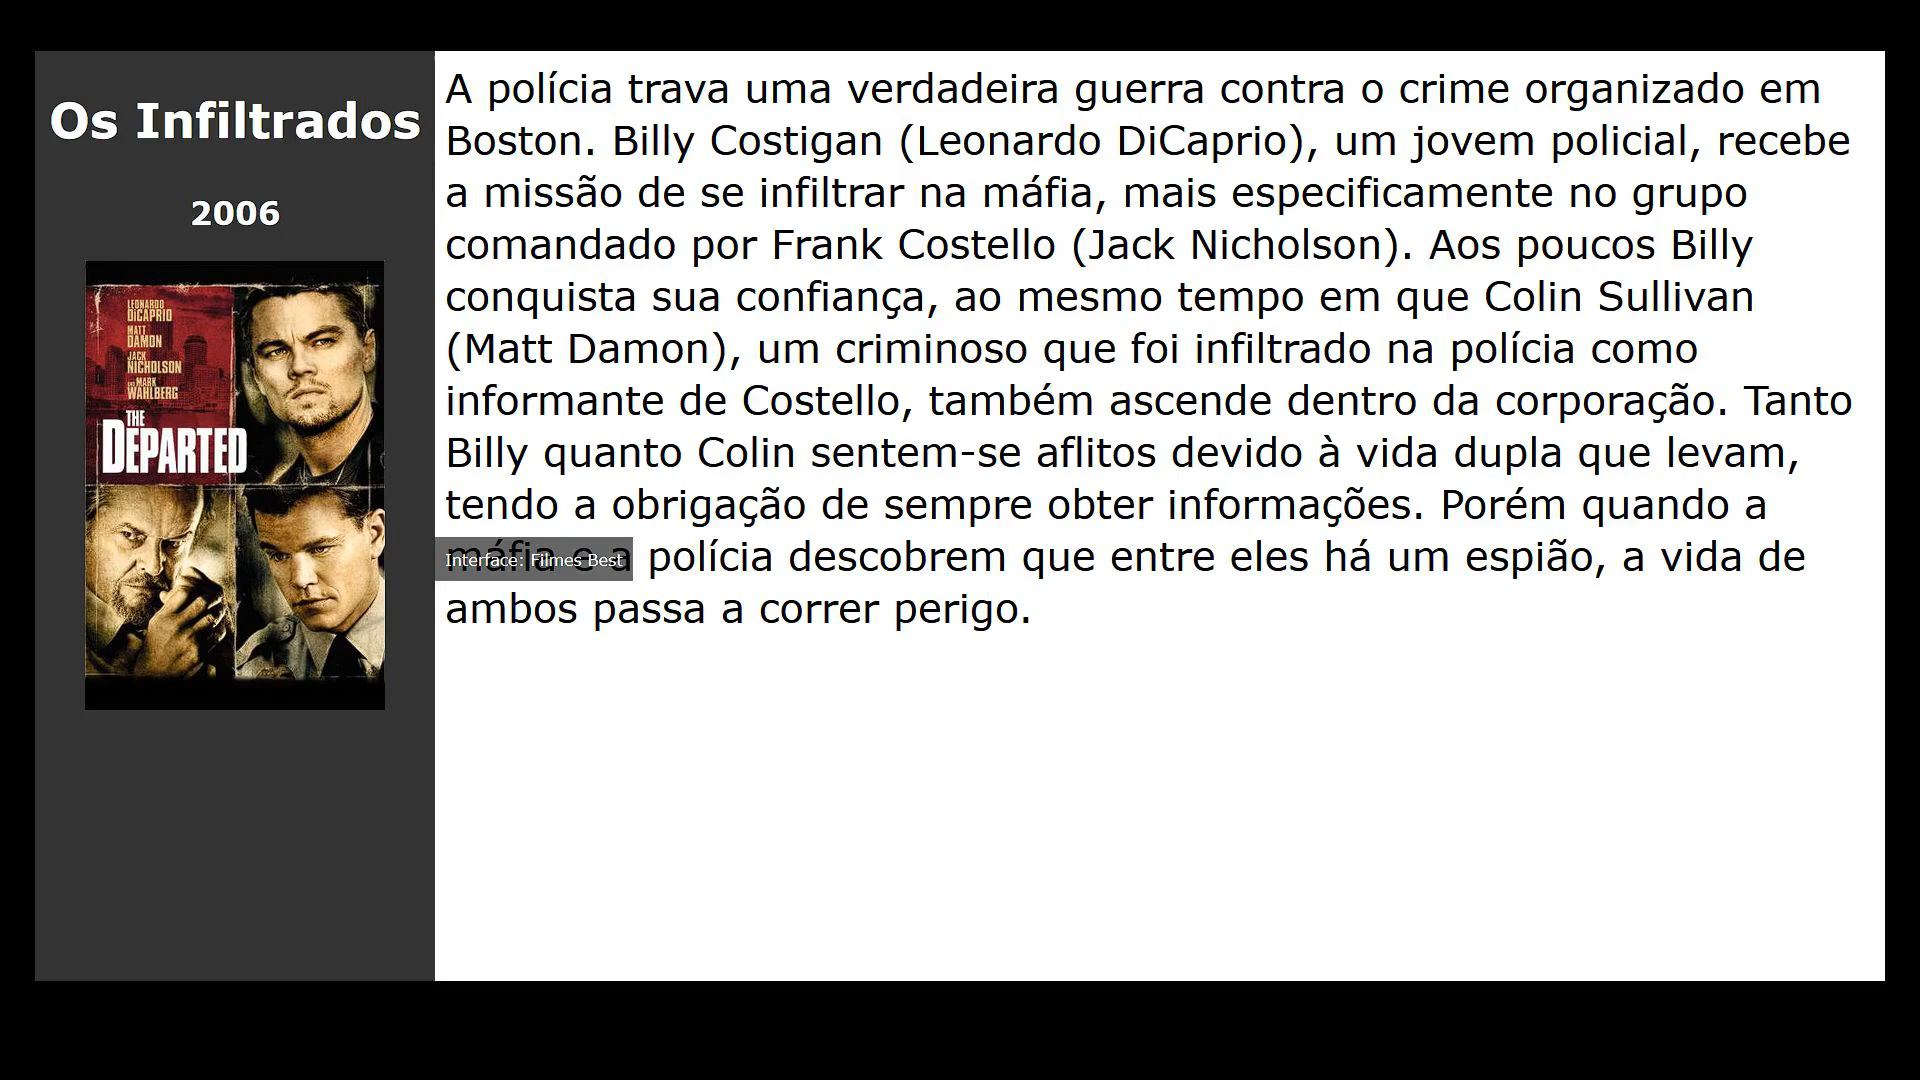 Os Infiltrados
2006
LEONARDO
DiCAPRIO
MATT
DAMON
JACK
NICHOLSON
AND MARK
WAHLBERG
THE
DEPARTED
A polícia trava uma verdadeira guerra contra o crime organizado em
Boston. Billy Costigan (Leonardo DiCaprio), um jovem policial, recebe
a missão de se infiltrar na máfia, mais especificamente no grupo
comandado por Frank Costello (Jack Nicholson). Aos poucos Billy
conquista sua confiança, ao mesmo tempo em que Colin Sullivan
(Matt Damon), um criminoso que foi infiltrado na polícia como
informante de Costello, também ascende dentro da corporação. Tanto
Billy quanto Colin sentem-se aflitos devido à vida dupla que levam,
tendo a obrigação de sempre obter informações. Porém quando a
máfia e a polícia descobrem que entre eles há um espião, a vida de
Interface: Filmes Best
ambos passa a correr perigo.